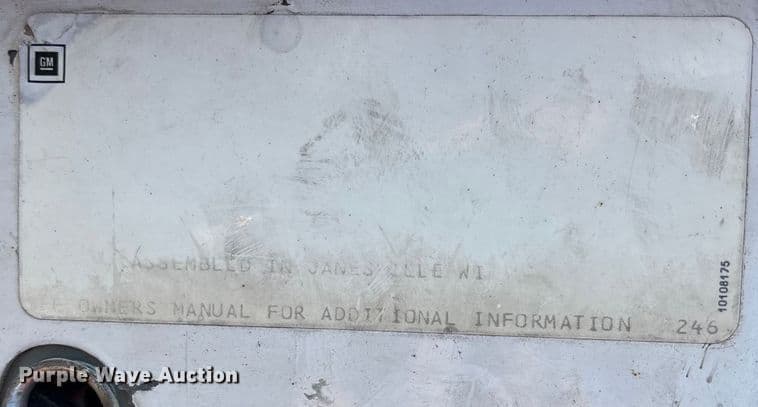 GM
ASSEMBLED IN JANESVILLE WI
OWNERS MANUAL FOR ADDITIONAL INFORMATION 246
10108175
Purple Wave Auction